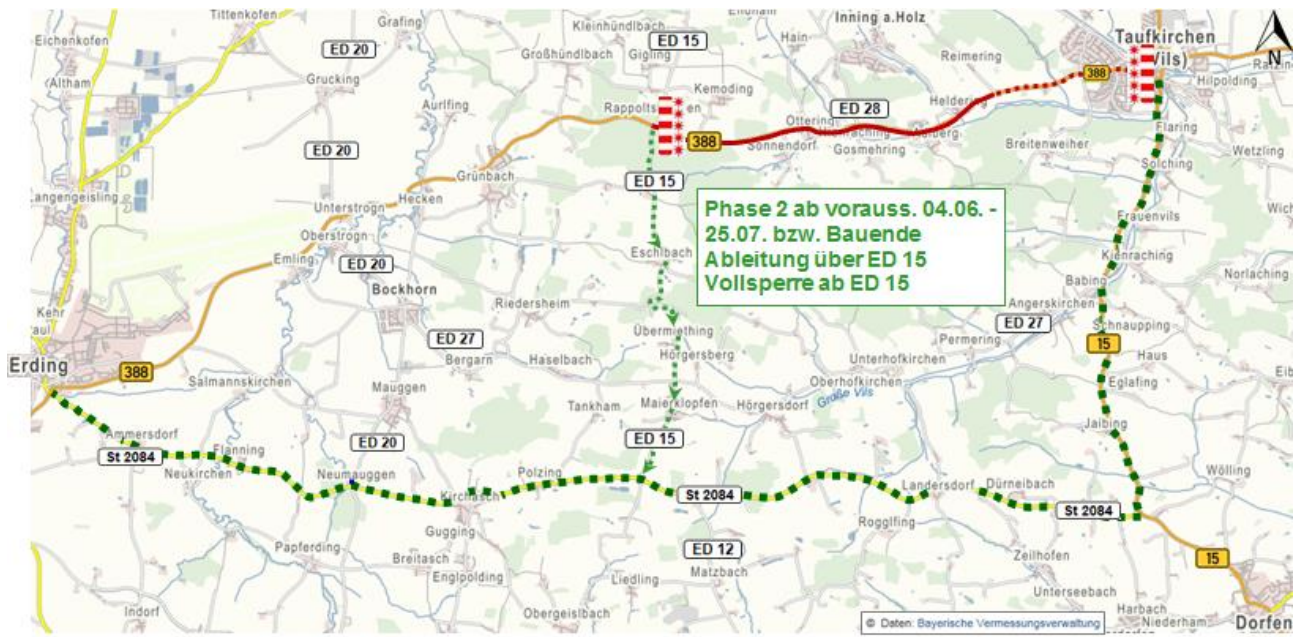 Tittenkofen
Grafing
Kleinhündlbach
Endham
Inning a.Holz
Eichenkofen
ED 20
ED 15
Hain
Taufkirchen
(Vils)
N
Gigling
Großhündlbach
Reimering
Altham
Grucking
388
Hilpolding
Kemoding
Aurlfing
Rappolts
en
ED 28
Heldering
Ottering
Flaring
ED 20
388
Sonnendorf
Gosmehring
Breitenweiher
Wetzling
Solching
Grünbach
ED 15
Langengeisling
Hecken
Unterstrogn
Phase 2 ab vorauss. 04.06. -
25.07. bzw. Bauende
Ableitung über ED 15
Vollsperre ab ED 15
Frauenvils
Oberstrogn
Eschlbach
Kienraching
Emling
ED 20
Norlaching
Babing
Bockhorn
Riedersheim
Angerskirchen
Kehr
Übermiething
ED 27
Schnaupping
ED 27
Permering
15
Erding
388
Bergarn
Haselbach
Hörgersberg
Unterhofkirchen
Haus
Salmannskirchen
Oberhofkirchen
Eglafing
Mauggen
Große Vils
Tankham
Maierklopfen
Hörgersdorf
Ammersdorf
ED 20
ED 15
Jaibing
St 2084
Flanning
Neukirchen
Neumauggen
Polzing
Wölling
Kirchasch
St 2084
Landersdorf
Dürneibach
St 2084
Gugging
Rogglfing
Papferding
ED 12
Zeilhofen
15
Breitasch
Matzbach
Englpolding
Liedling
Unterseebach
Indorf
Obergeislbach
Harbach
Niederham
Dorfen
© Daten: Bayerische Vermessungsverwaltung